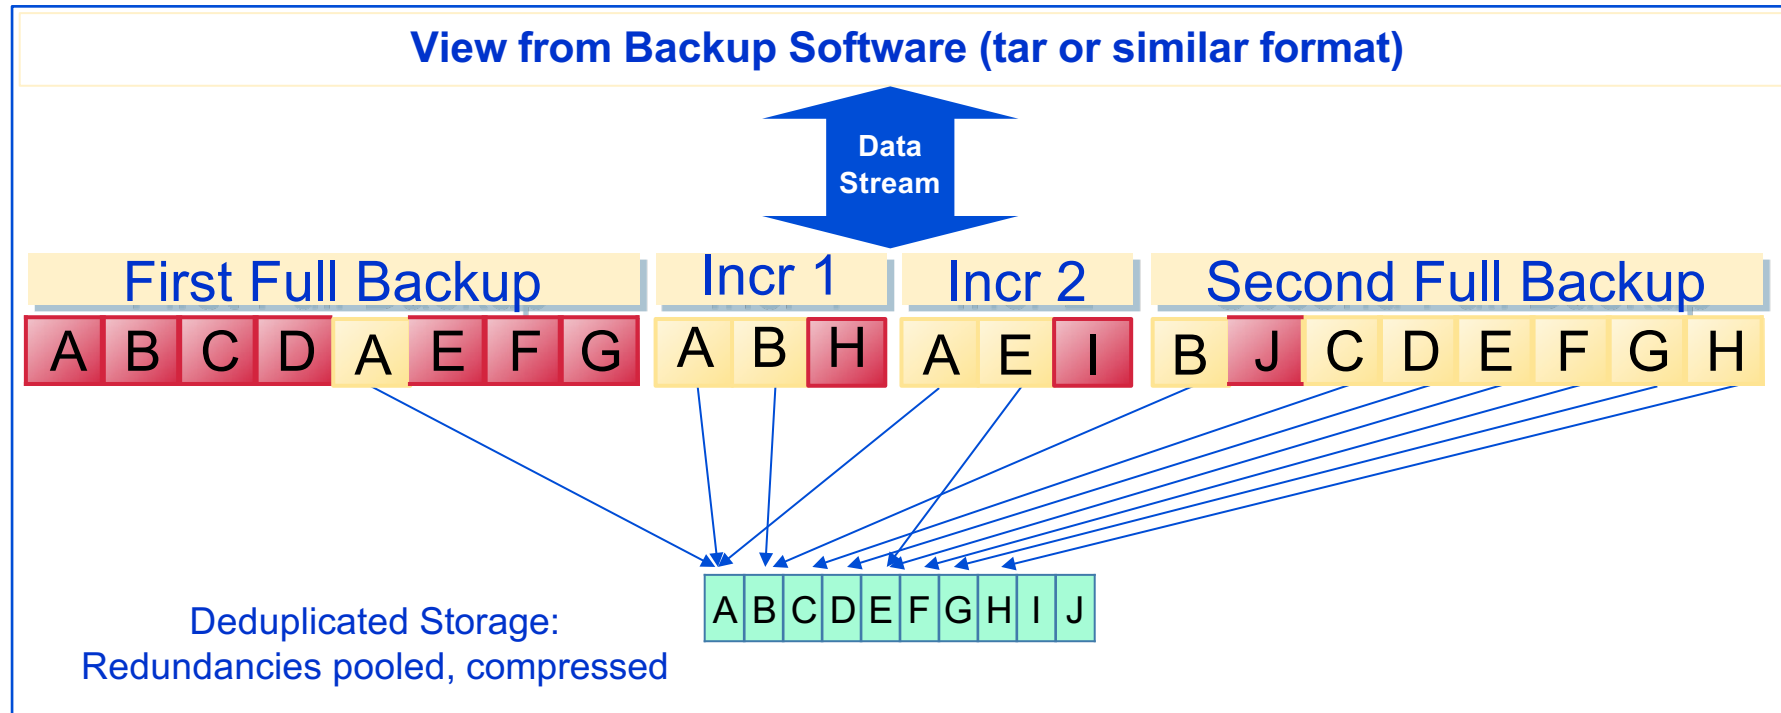 View from Backup Software (tar or similar format)
Data
Stream
First Full Backup
Incr 1
Incr 2
Second Full Backup
A B C D A E F G
A B H
A E I
B J C D E F G H
A B C D E F G H I J
Deduplicated Storage:
Redundancies pooled, compressed